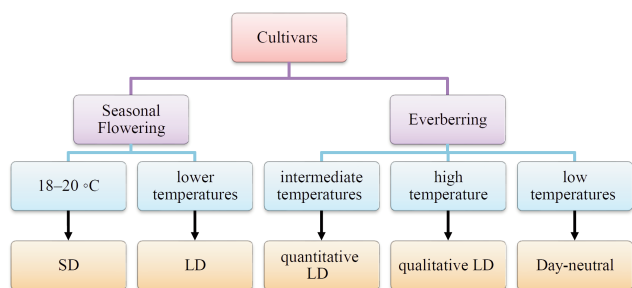 Cultivars
Seasonal
Flowering
Everberring
18–20 ◦C
lower
temperatures
intermediate
temperatures
high
temperature
low
temperatures
SD
LD
quantitative
LD
qualitative LD
Day-neutral